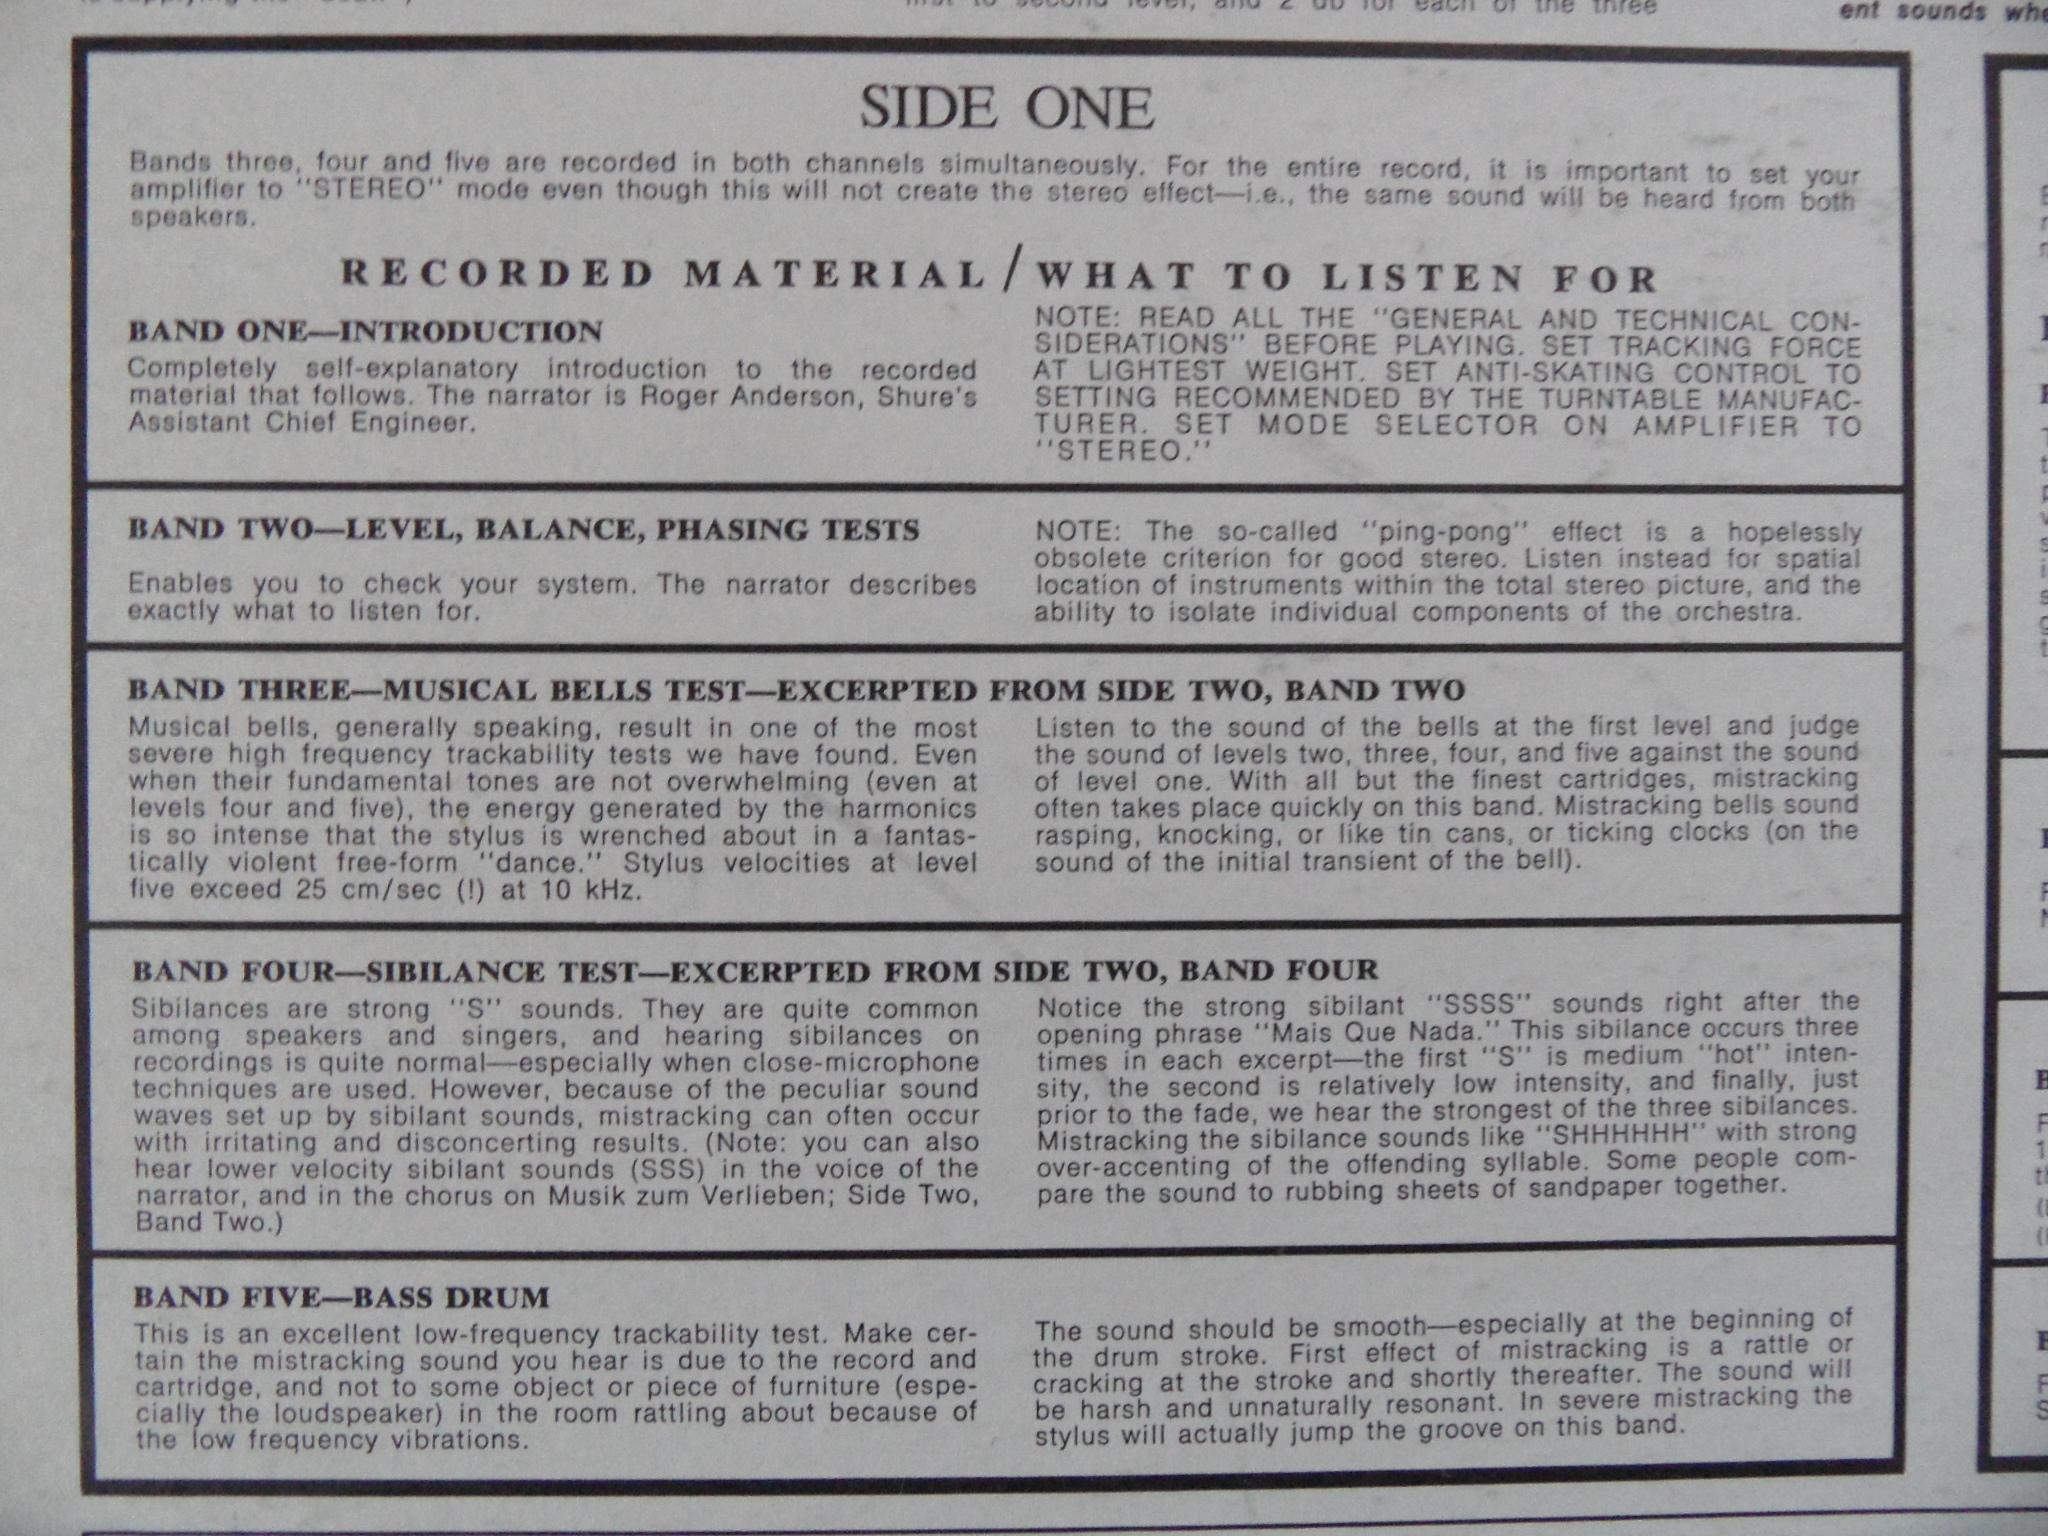 first to second level, and 2 db for each of the three
ent sounds whe
SIDE ONE
Bands three, four and five are recorded in both channels simultaneously. For the entire record, it is important to set your
amplifier to "STEREO" mode even though this will not create the stereo effect—i.e., the same sound will be heard from both
speakers.
RECORDED MATERIAL/WHAT TO LISTEN FOR
BAND ONE—INTRODUCTION
Completely self-explanatory introduction to the recorded
material that follows. The narrator is Roger Anderson, Shure's
Assistant Chief Engineer.
NOTE: READ ALL THE "GENERAL AND TECHNICAL CON-
SIDERATIONS" BEFORE PLAYING. SET TRACKING FORCE
AT LIGHTEST WEIGHT. SET ANTI-SKATING CONTROL TO
SETTING RECOMMENDED BY THE TURNTABLE MANUFAC-
TURER. SET MODE SELECTOR ON AMPLIFIER TO
"STEREO."
BAND TWO—LEVEL, BALANCE, PHASING TESTS
Enables you to check your system. The narrator describes
exactly what to listen for.
NOTE: The so-called "ping-pong" effect is a hopelessly
obsolete criterion for good stereo. Listen instead for spatial
location of instruments within the total stereo picture, and the
ability to isolate individual components of the orchestra.
BAND THREE—MUSICAL BELLS TEST—EXCERPTED FROM SIDE TWO, BAND TWO
Musical bells, generally speaking, result in one of the most
severe high frequency trackability tests we have found. Even
when their fundamental tones are not overwhelming (even at
levels four and five), the energy generated by the harmonics
is so intense that the stylus is wrenched about in a fantas-
tically violent free-form "dance." Stylus velocities at level
five exceed 25 cm/sec (!) at 10 kHz.
Listen to the sound of the bells at the first level and judge
the sound of levels two, three, four, and five against the sound
of level one. With all but the finest cartridges, mistracking
often takes place quickly on this band. Mistracking bells sound
rasping, knocking, or like tin cans, or ticking clocks (on the
sound of the initial transient of the bell).
BAND FOUR—SIBILANCE TEST—EXCERPTED FROM SIDE TWO, BAND FOUR
Sibilances are strong "S" sounds. They are quite common
among speakers and singers, and hearing sibilances on
recordings is quite normal—especially when close-microphone
techniques are used. However, because of the peculiar sound
waves set up by sibilant sounds, mistracking can often occur
with irritating and disconcerting results. (Note: you can also
hear lower velocity sibilant sounds (SSS) in the voice of the
narrator, and in the chorus on Musik zum Verlieben; Side Two,
Band Two.)
Notice the strong sibilant "SSSS" sounds right after the
opening phrase "Mais Que Nada." This sibilance occurs three
times in each excerpt—the first "S" is medium "hot" inten-
sity, the second is relatively low intensity, and finally, just
prior to the fade, we hear the strongest of the three sibilances.
Mistracking the sibilance sounds like "SHHHHHH" with strong
over-accenting of the offending syllable. Some people com-
pare the sound to rubbing sheets of sandpaper together.
BAND FIVE—BASS DRUM
This is an excellent low-frequency trackability test. Make cer-
tain the mistracking sound you hear is due to the record and
cartridge, and not to some object or piece of furniture (espe-
cially the loudspeaker) in the room rattling about because of
the low frequency vibrations.
The sound should be smooth—especially at the beginning of
the drum stroke. First effect of mistracking is a rattle or
cracking at the stroke and shortly thereafter. The sound will
be harsh and unnaturally resonant. In severe mistracking the
stylus will actually jump the groove on this band.